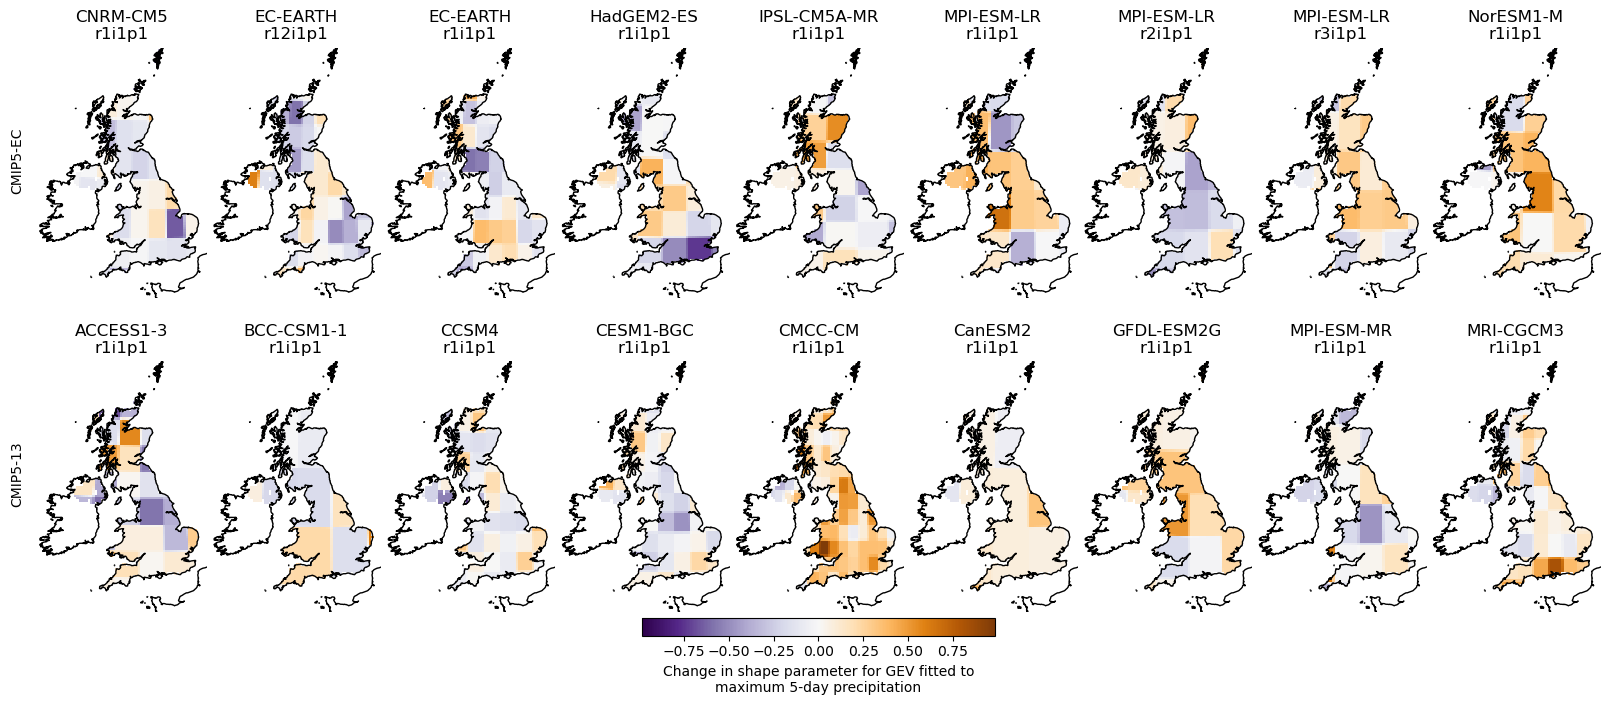 CNRM-CM5 EC-EARTH EC-EARTH HadGEM2-ES IPSL-CM5A-MR MPI-ESM-LR MPI-ESM-LR MPI-ESM-LR NorESM1-M
r1i1p1 r12i1p1 r1i1p1 r1i1p1 r1i1p1 r1i1p1 r2i1p1 r3i1p1 r1i1p1
CMIP5-EC
ACCESS1-3 BCC-CSM1-1 CCSM4 CESM1-BGC CMCC-CM CanESM2 GFDL-ESM2G MPI-ESM-MR MRI-CGCM3
r1i1p1 r1i1p1 r1i1p1 r1i1p1 r1i1p1 r1i1p1 r1i1p1 r1i1p1 r1i1p1
CMIP5-13
−0.75 −0.50 −0.25 0.00 0.25 0.50 0.75
Change in shape parameter for GEV fitted to
maximum 5-day precipitation